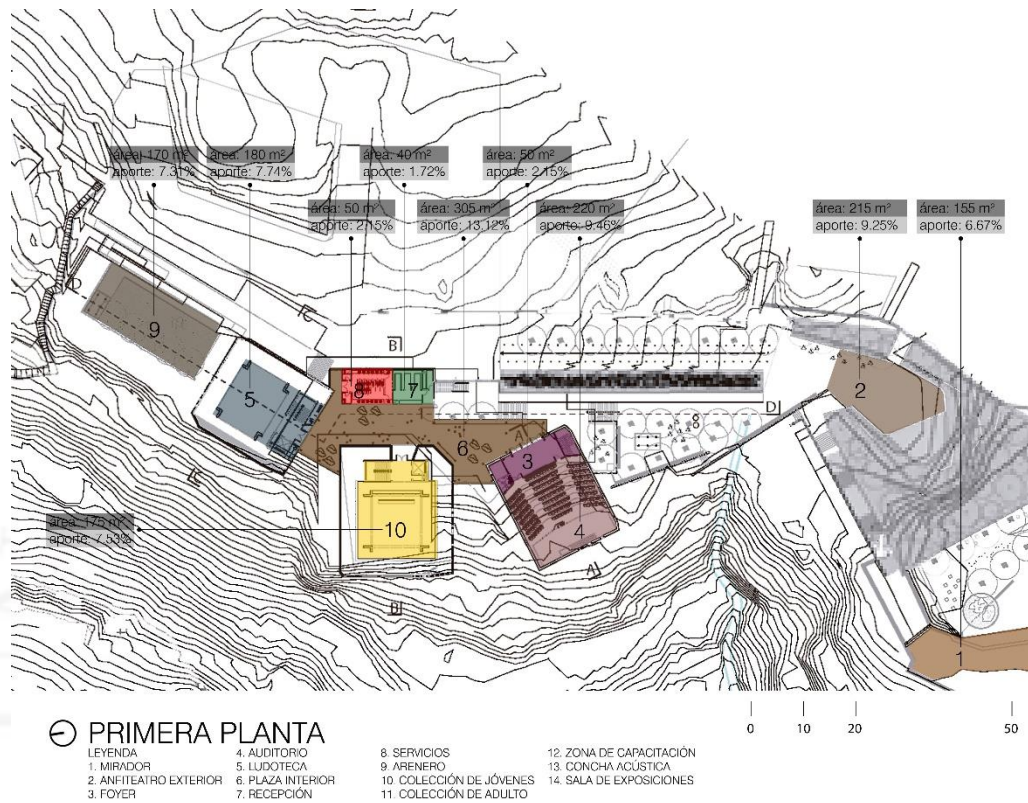 área: 170 m²
aporte: 7.31%
área: 180 m²
aporte: 7.74%
área: 40 m²
aporte: 1.72%
área: 50 m²
aporte: 2.15%
área: 50 m²
aporte: 2.15%
área: 305 m²
aporte: 13.12%
área: 220 m²
aporte: 9.46%
área: 215 m²
aporte: 9.25%
área: 155 m²
aporte: 6.67%
9
5
8
7
B
C
6
3
4
A
A
D
8
2
10
área: 175 m²
aporte: 7.53%
B
1
0
10
20
50
PRIMERA PLANTA
LEYENDA
1. MIRADOR
2. ANFITEATRO EXTERIOR
3. FOYER
4. AUDITORIO
5. LUDOTECA
6. PLAZA INTERIOR
7. RECEPCIÓN
8. SERVICIOS
9. ARENERO
10. COLECCIÓN DE JÓVENES
11. COLECCIÓN DE ADULTO
12. ZONA DE CAPACITACIÓN
13. CONCHA ACÚSTICA
14. SALA DE EXPOSICIONES